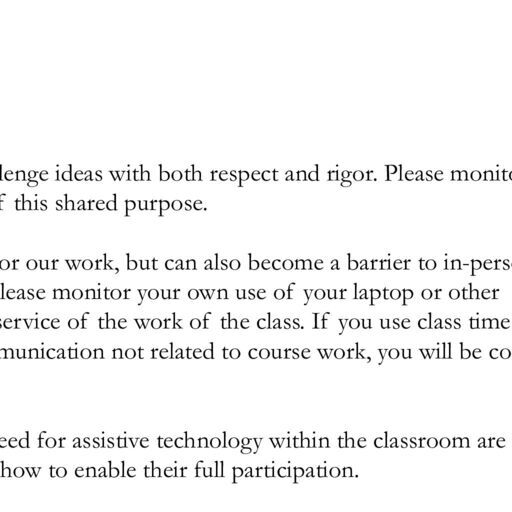 lenge ideas with both respect and rigor. Please monito
f this shared purpose.
or our work, but can also become a barrier to in-pers
lease monitor your own use of your laptop or other
service of the work of the class. If you use class time
munication not related to course work, you will be co
eed for assistive technology within the classroom are
how to enable their full participation.